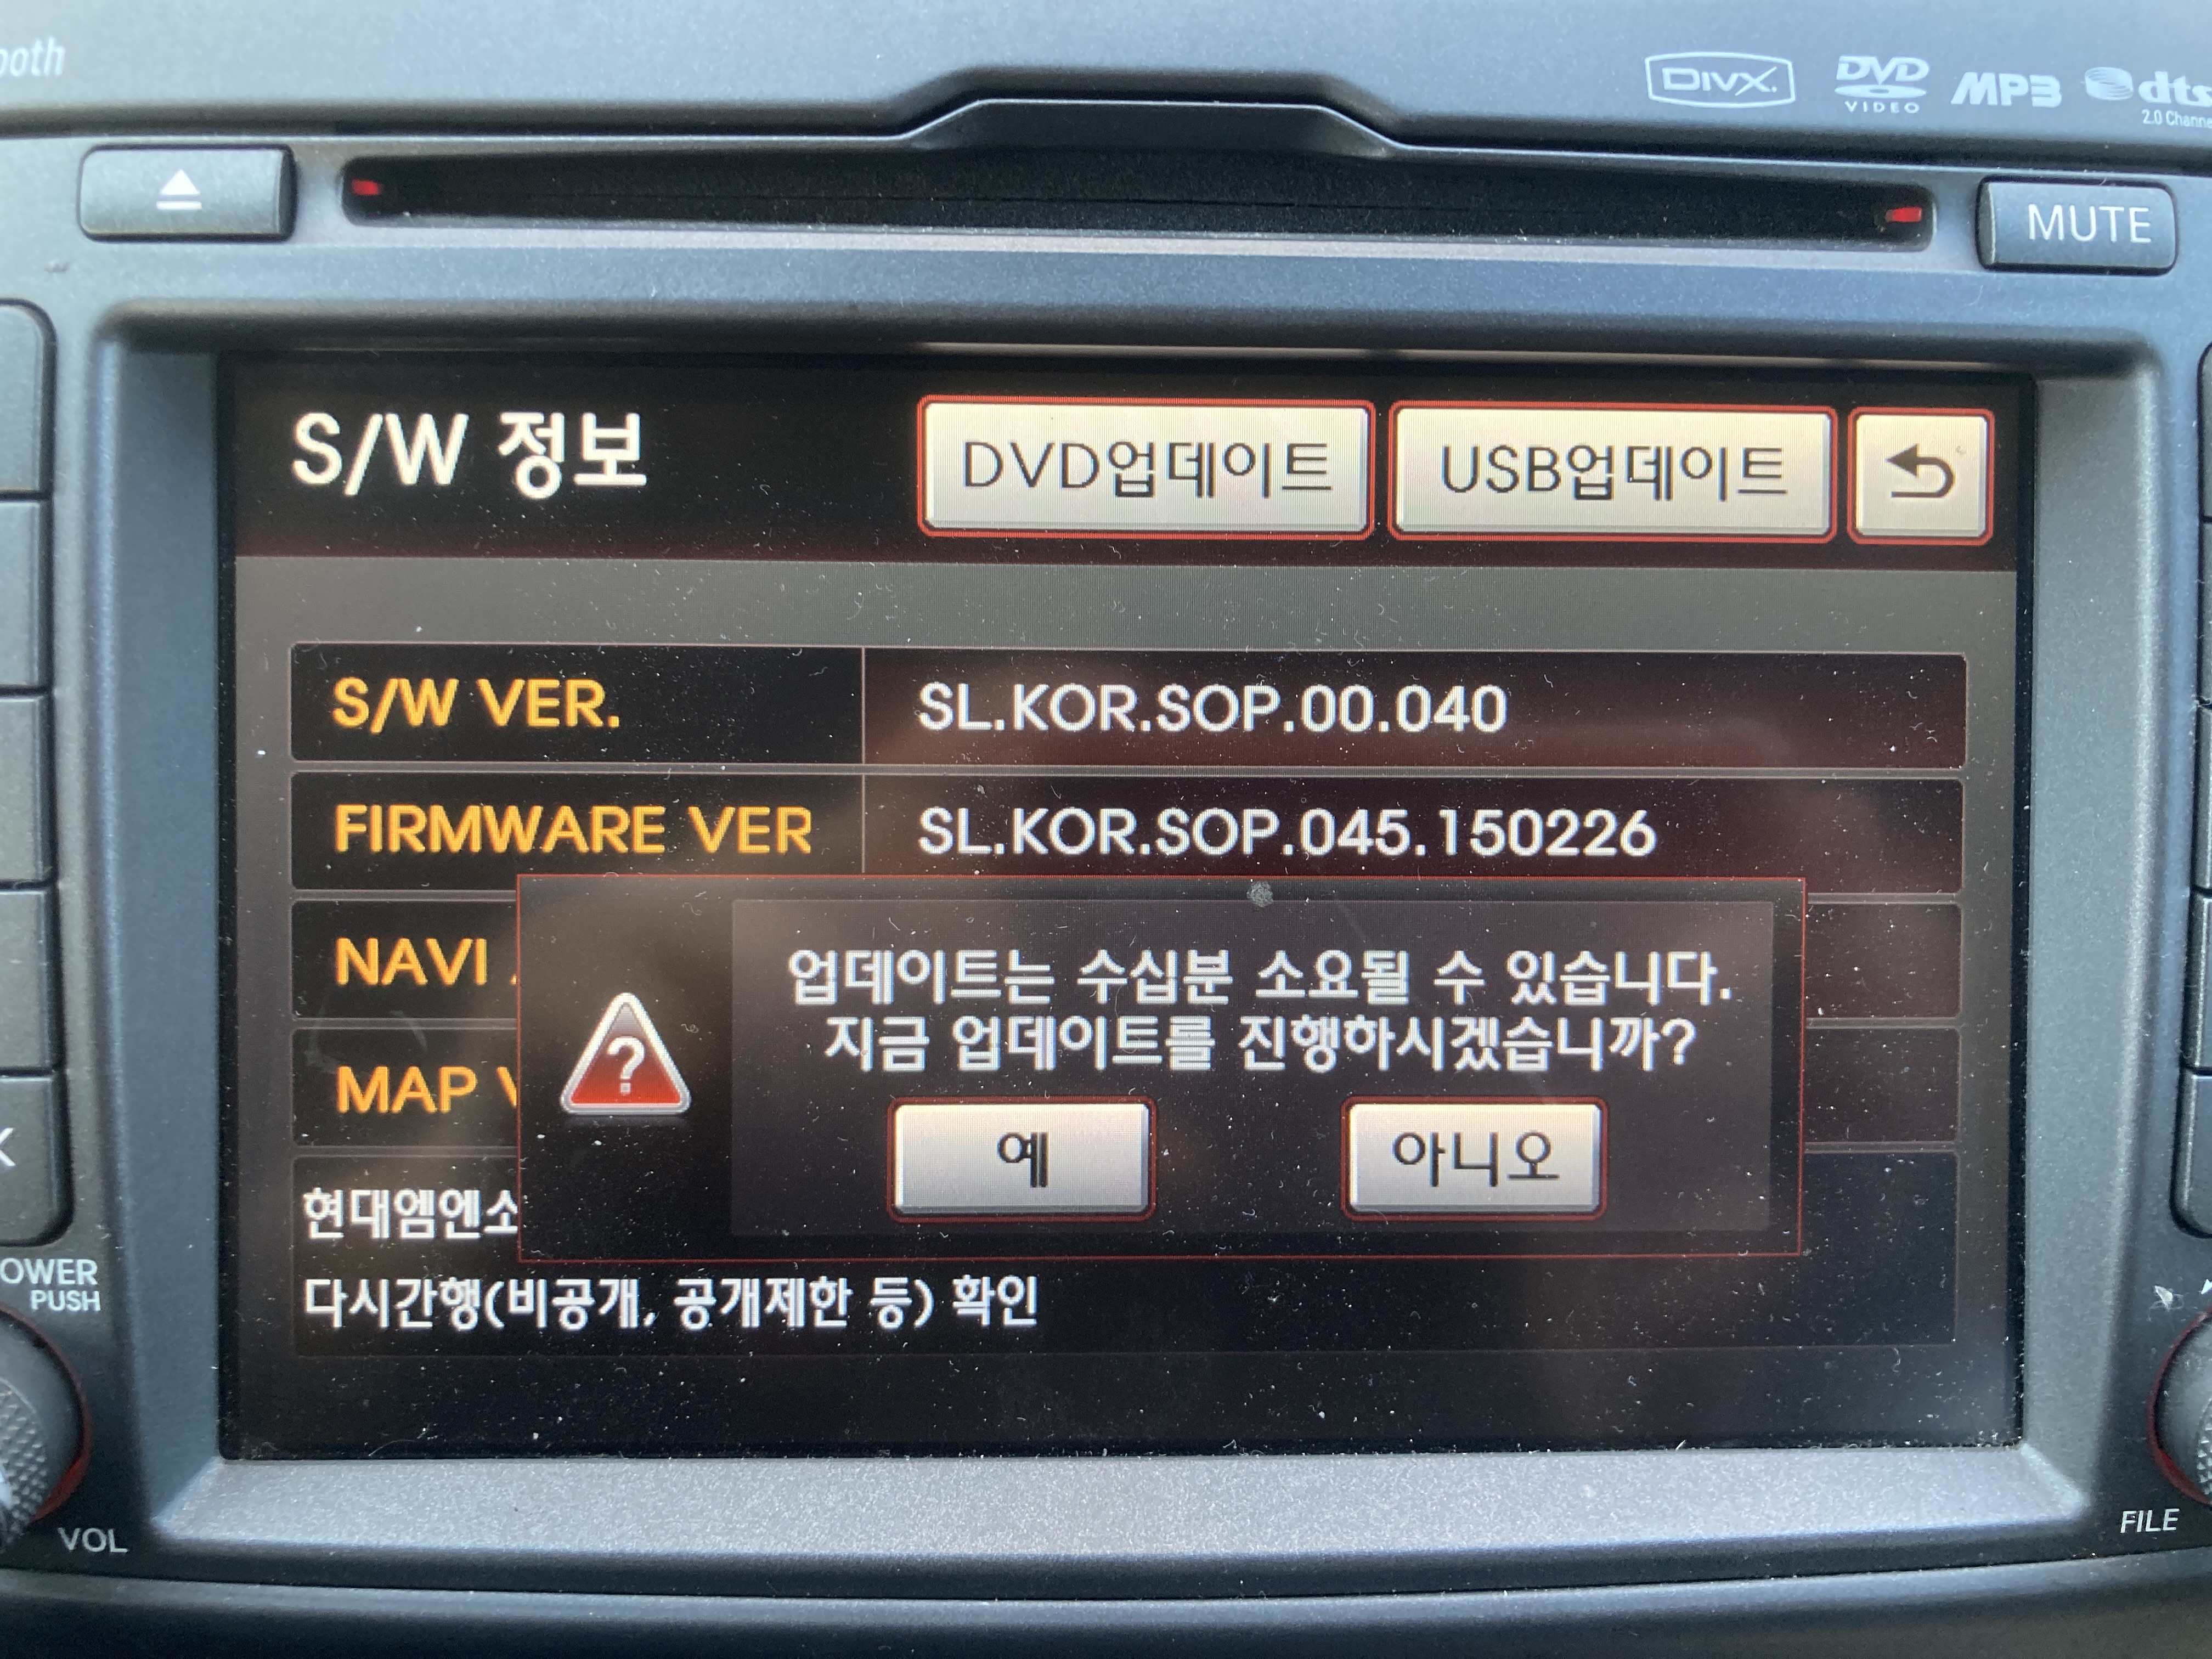 DIVX.
DVD
VIDEO
MP3
dts
MUTE
S/W 정보
DVD업데이트
USB업데이트
S/W VER.
SL.KOR.SOP.00.040
FIRMWARE VER
SL.KOR.SOP.045.150226
NAVI
MAP
업데이트는 수십분 소요될 수 있습니다.
지금 업데이트를 진행하시겠습니까?
예
아니오
현대엠엔소
다시간행(비공개, 공개제한 등) 확인
PUSH
VOL
FILE
2.0